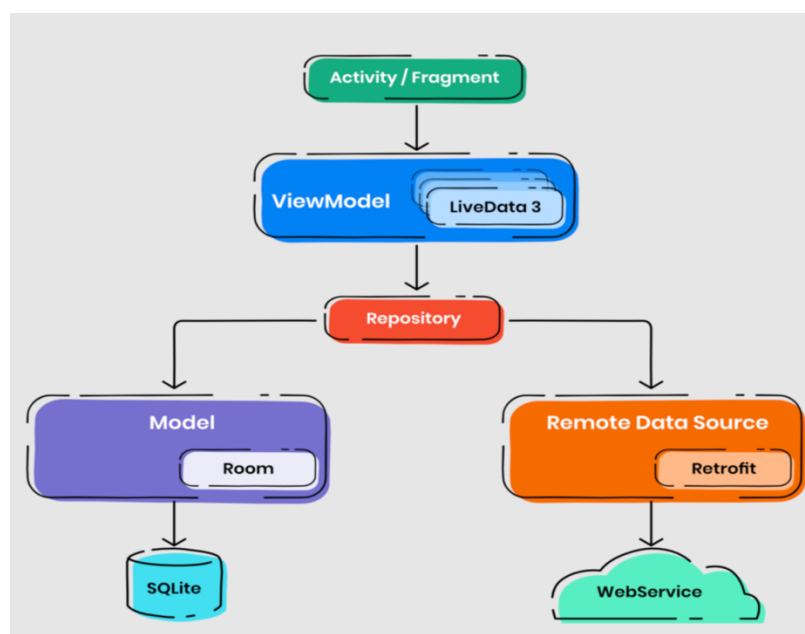 Activity / Fragment
ViewModel
LiveData 3
Repository
Model
Room
Remote Data Source
Retrofit
SQLite
WebService